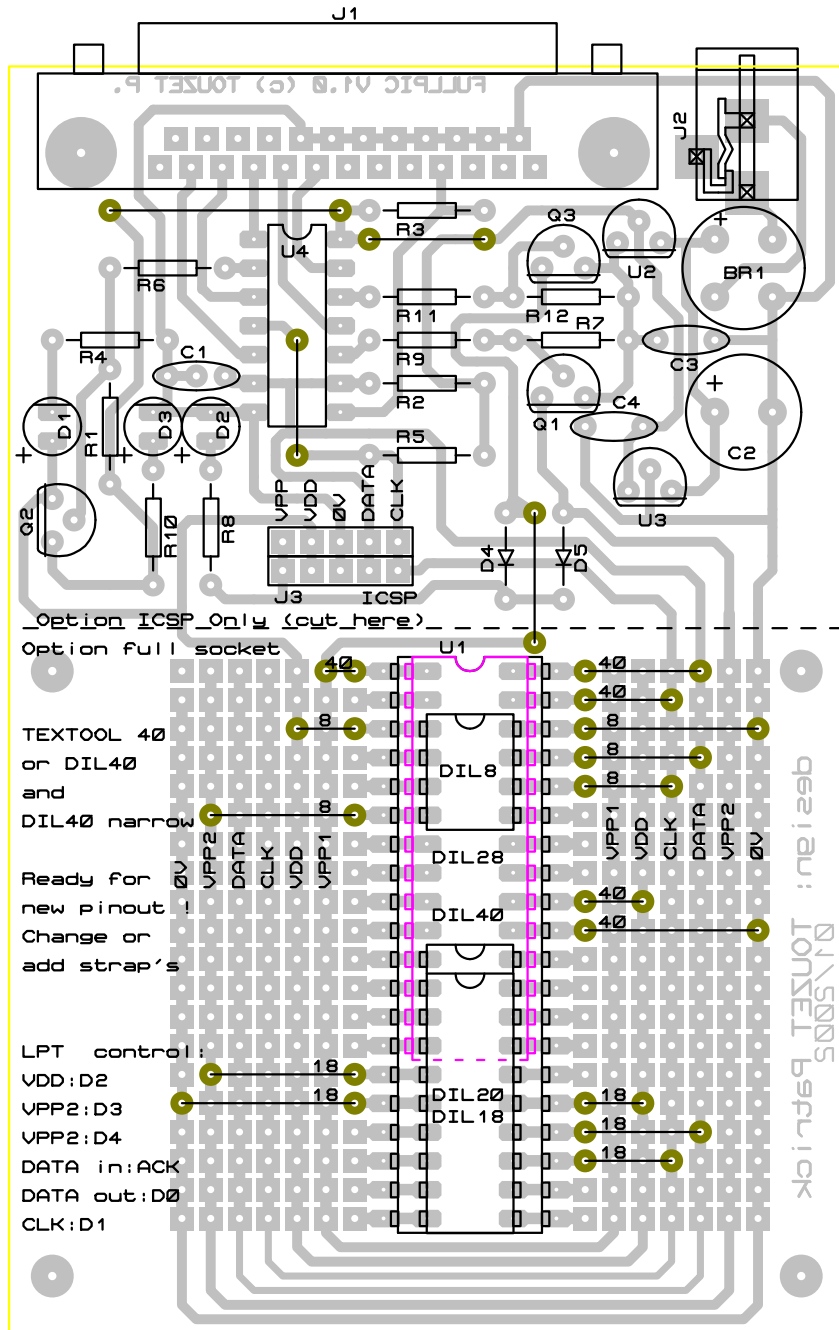 J1
FULLPIC V1.0 (c) TOUZET P.
J2
Q3
R3
U4
U2
BR1
R6
R11
R12
R7
R4
C1
R9
C3
R2
D1
R1
D3
D2
Q1
C4
R5
C2
Q2
R10
R8
VPP
VDD
0V
DATA
CLK
U3
D4
D5
J3
ICSP
Option ICSP Only (cut here)
Option full socket
U1
40
40
40
TEXTOOL 40
8
8
or DIL40
DIL8
8
and
8
DIL40 narrow
8
0V
VPP2
DATA
CLK
VDD
VPP1
VPP1
VDD
CLK
DATA
VPP2
0V
design: TOUZET Patrick
01/2002
DIL28
Ready for
new pinout !
40
DIL40
Change or
40
add strap's
LPT control:
18
VDD:D2
DIL20
18
18
VPP2:D3
DIL18
18
VPP2:D4
18
DATA in:ACK
DATA out:D0
CLK:D1